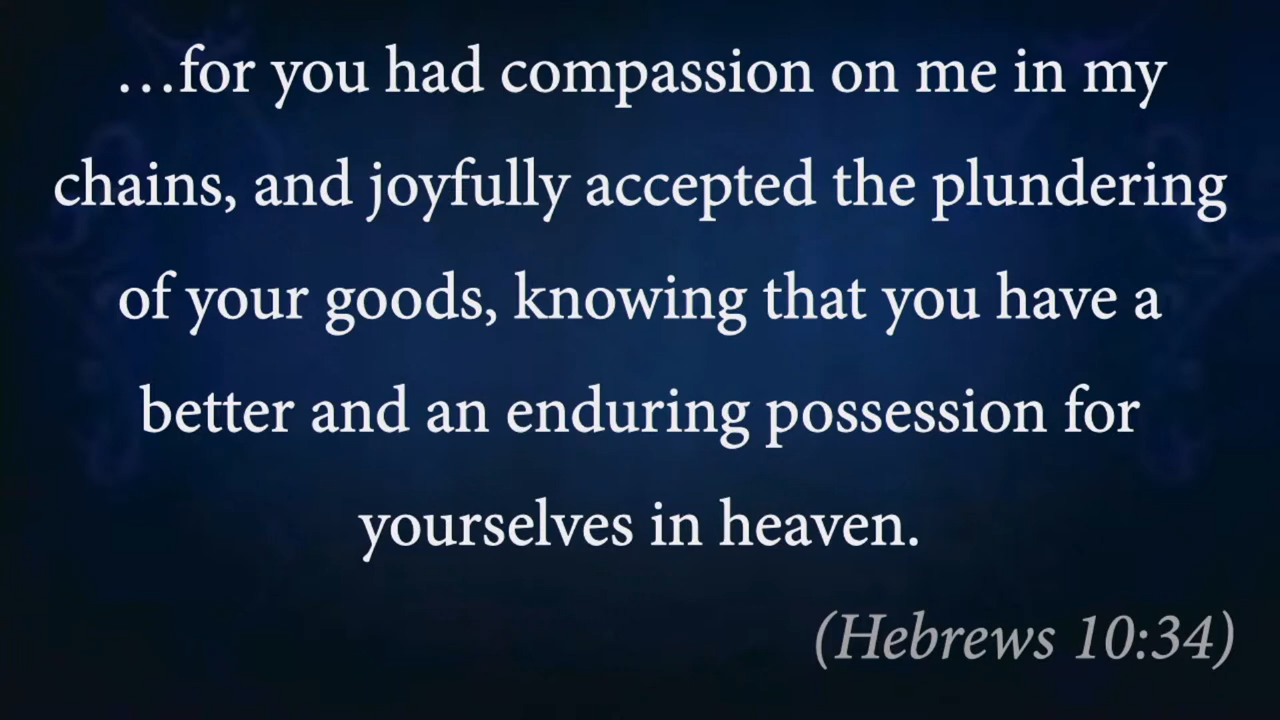 …for you had compassion on me in my
chains, and joyfully accepted the plundering
of your goods, knowing that you have a
better and an enduring possession for
yourselves in heaven.
(Hebrews 10:34)